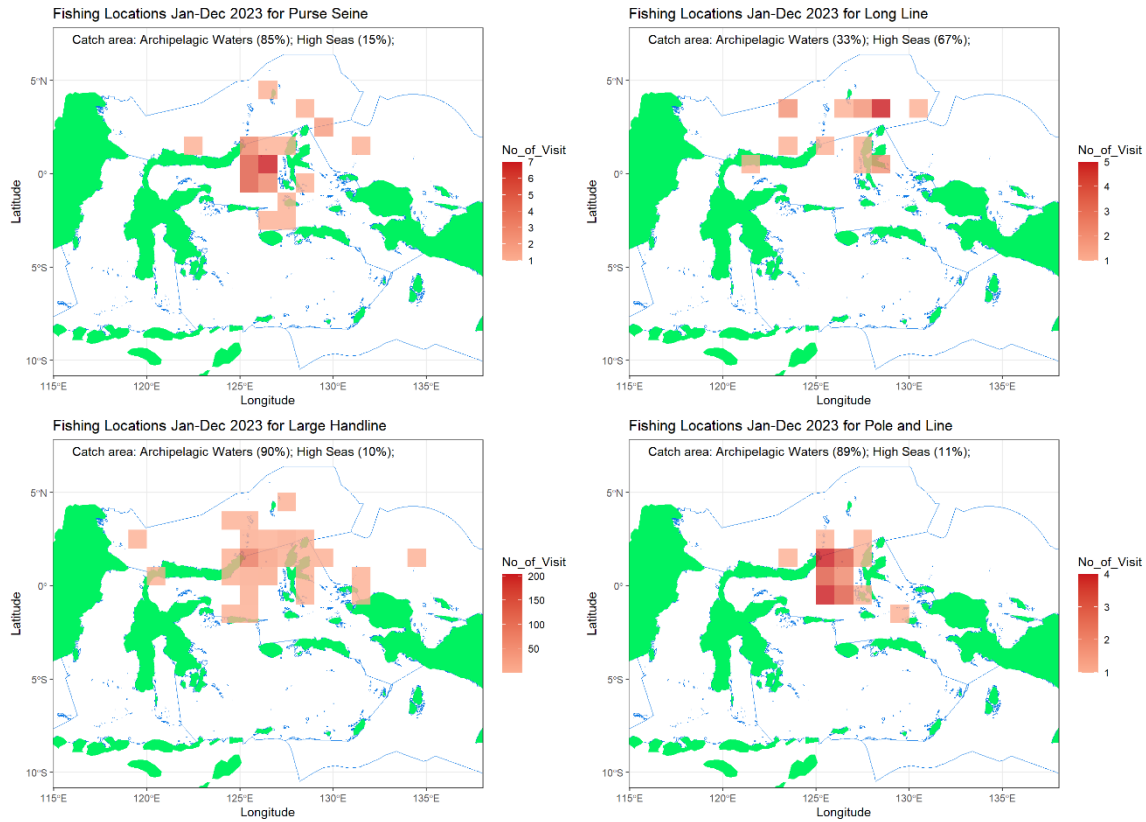 Fishing Locations Jan-Dec 2023 for Purse Seine
Catch area: Archipelagic Waters (85%); High Seas (15%);
5°N
0°
5°S
10°S
Latitude
115°E
120°E
125°E
130°E
135°E
Longitude
No_of_Visit
7
6
5
4
3
2
1
Fishing Locations Jan-Dec 2023 for Long Line
Catch area: Archipelagic Waters (33%); High Seas (67%);
5°N
0°
5°S
10°S
Latitude
115°E
120°E
125°E
130°E
135°E
Longitude
No_of_Visit
5
4
3
2
1
Fishing Locations Jan-Dec 2023 for Large Handline
Catch area: Archipelagic Waters (90%); High Seas (10%);
5°N
0°
5°S
10°S
Latitude
115°E
120°E
125°E
130°E
135°E
Longitude
No_of_Visit
200
150
100
50
Fishing Locations Jan-Dec 2023 for Pole and Line
Catch area: Archipelagic Waters (89%); High Seas (11%);
5°N
0°
5°S
10°S
Latitude
115°E
120°E
125°E
130°E
135°E
Longitude
No_of_Visit
4
3
2
1